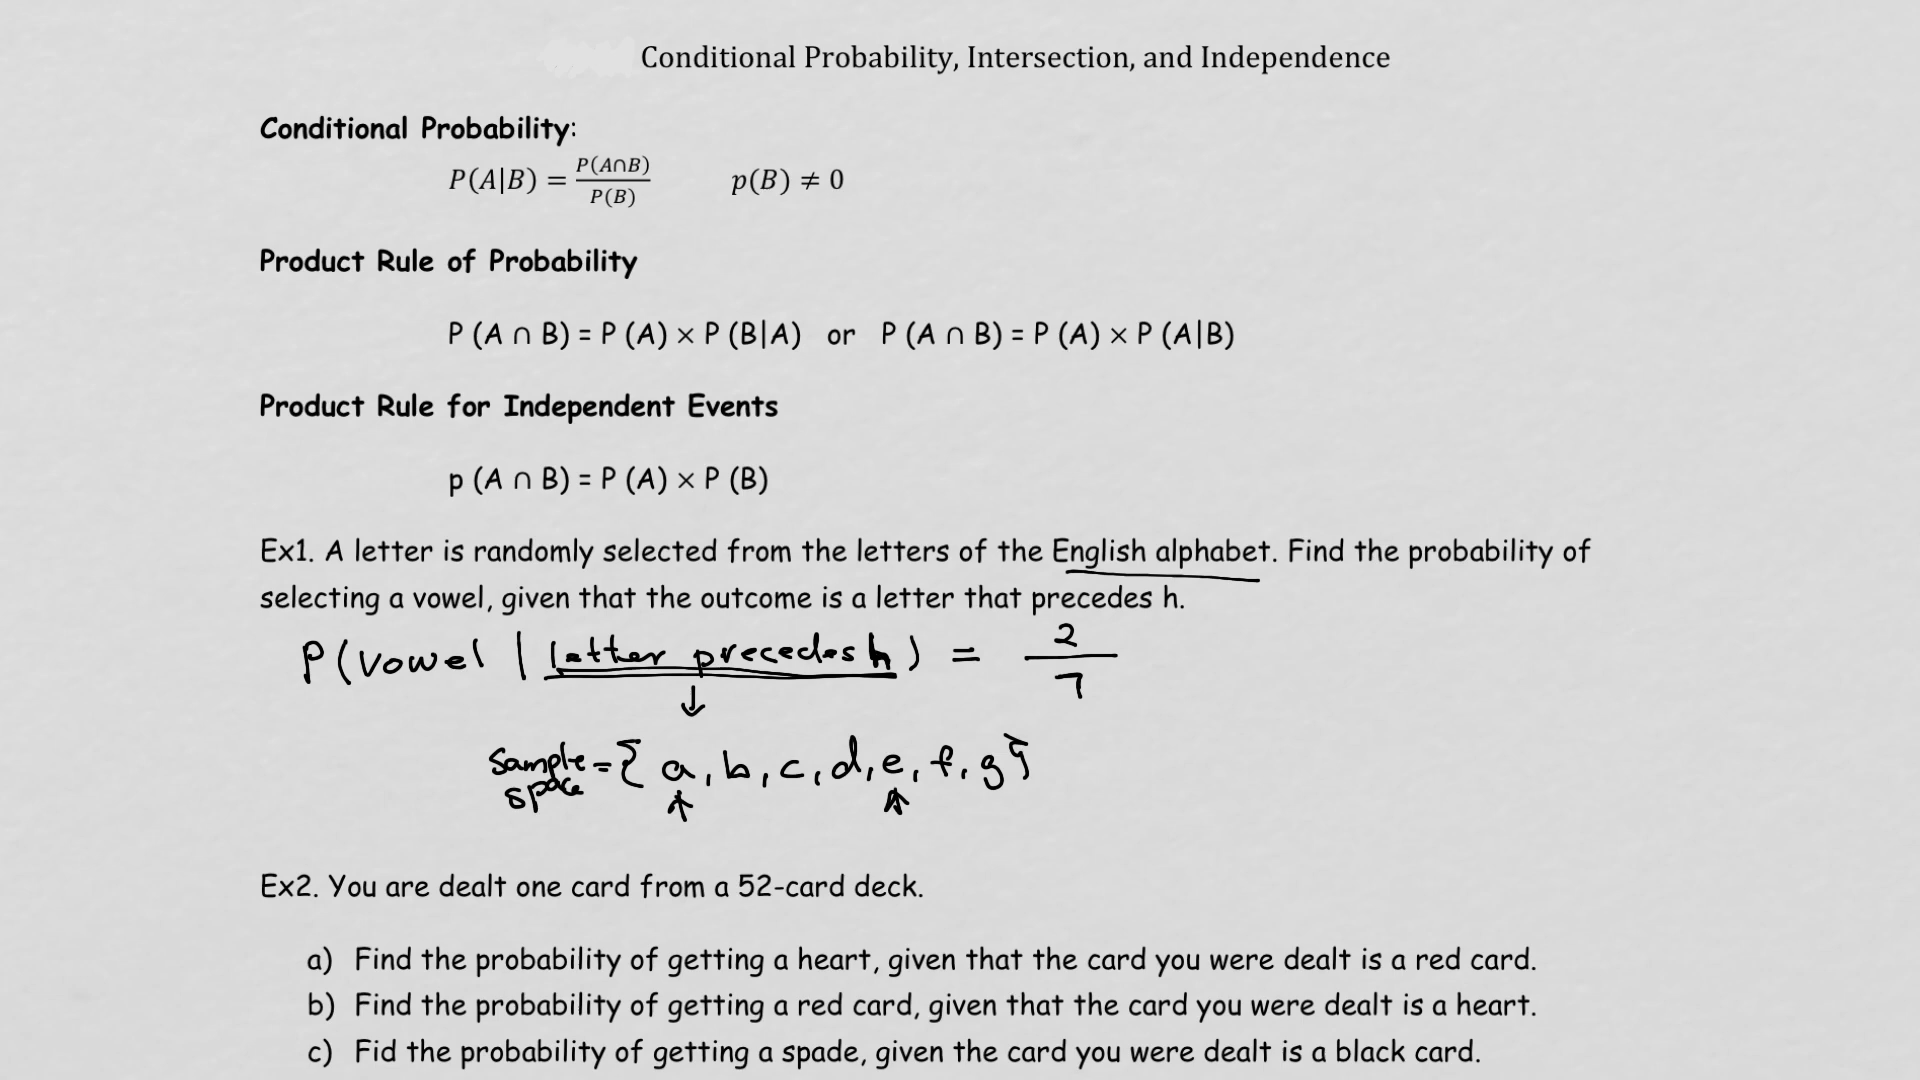 Conditional Probability, Intersection, and Independence
Conditional Probability:
P(A|B) = P(A∩B)/P(B) p(B) ≠ 0
Product Rule of Probability
P (A ∩ B) = P (A) × P (B|A) or P (A ∩ B) = P (A) × P (A|B)
Product Rule for Independent Events
p (A ∩ B) = P (A) × P (B)
Ex1. A letter is randomly selected from the letters of the English alphabet. Find the probability of
selecting a vowel, given that the outcome is a letter that precedes h.
P(vowel | letter precedes h) = 2/7
↓
sample space = { a, b, c, d, e, f, g }
↑ ↑
Ex2. You are dealt one card from a 52-card deck.
a) Find the probability of getting a heart, given that the card you were dealt is a red card.
b) Find the probability of getting a red card, given that the card you were dealt is a heart.
c) Fid the probability of getting a spade, given the card you were dealt is a black card.